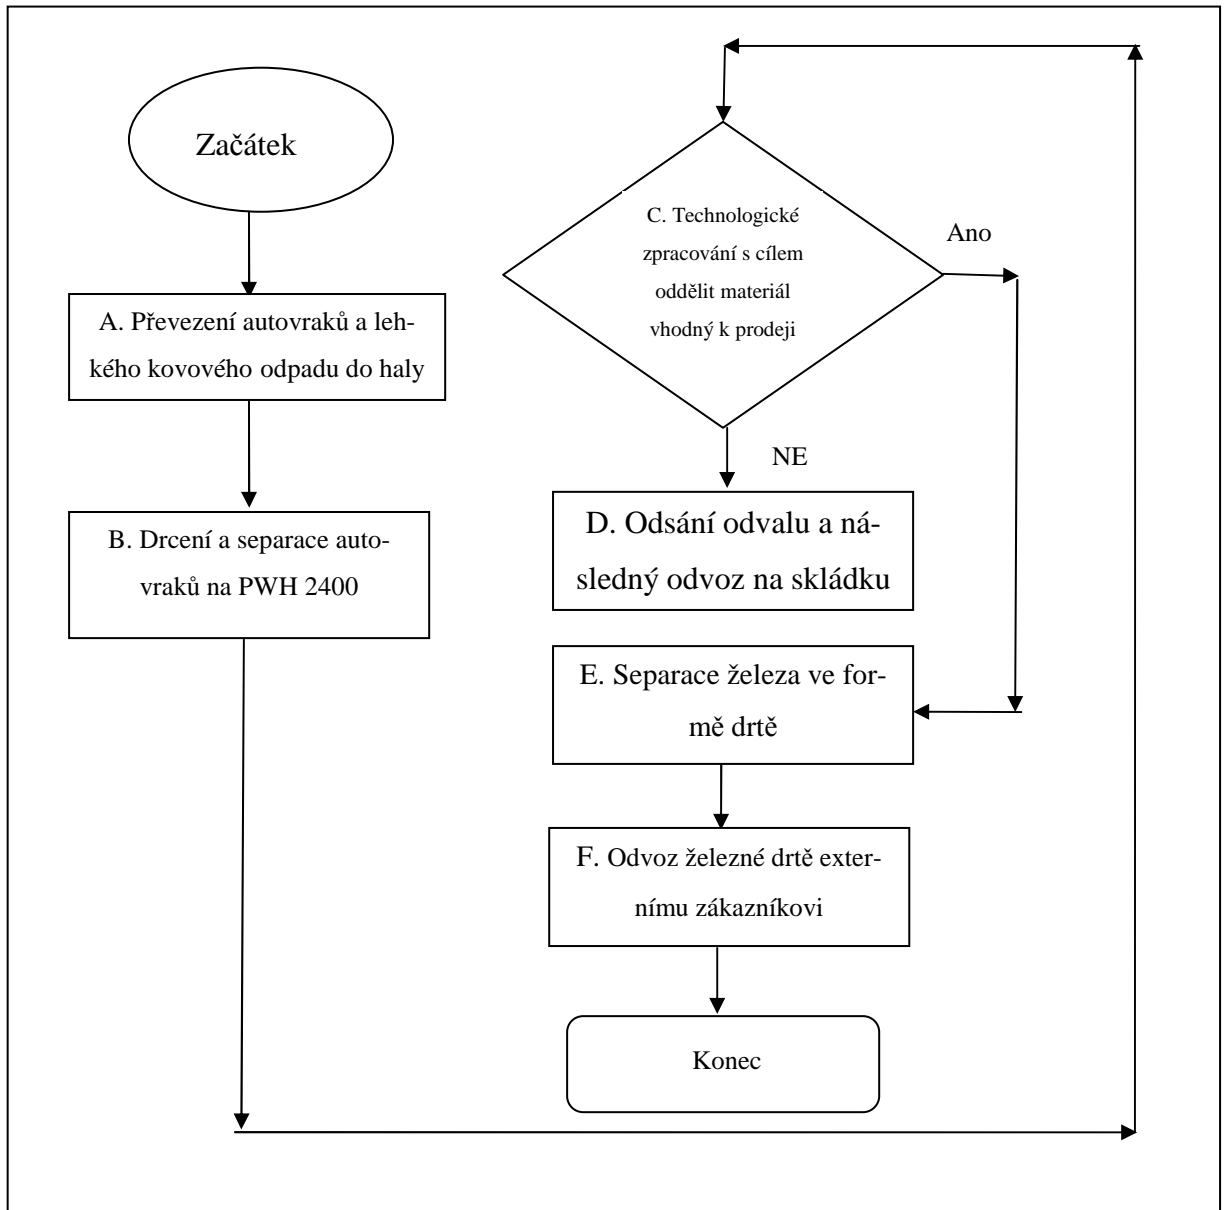 Začátek
A. Převezení autovraků a leh-
kého kovového odpadu do haly
B. Drcení a separace auto-
vraků na PWH 2400
C. Technologické
zpracování s cílem
oddělit materiál
vhodný k prodeji
Ano
NE
D. Odsání odvalu a ná-
sledný odvoz na skládku
E. Separace železa ve for-
mě drtě
F. Odvoz železné drtě exter-
nímu zákazníkovi
Konec